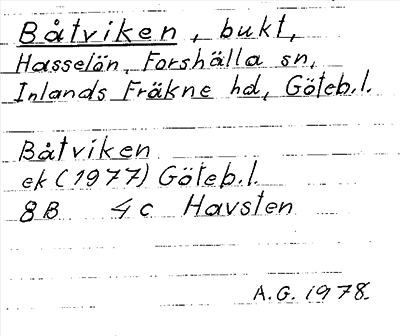 Båtviken, bukt,
Hasselön, Forshälla sn,
Inlands Fräkne hd, Göteb.l.
Båtviken
ek (1977) Göteb.l.
8B 4c Havsten
A.G. 1978.